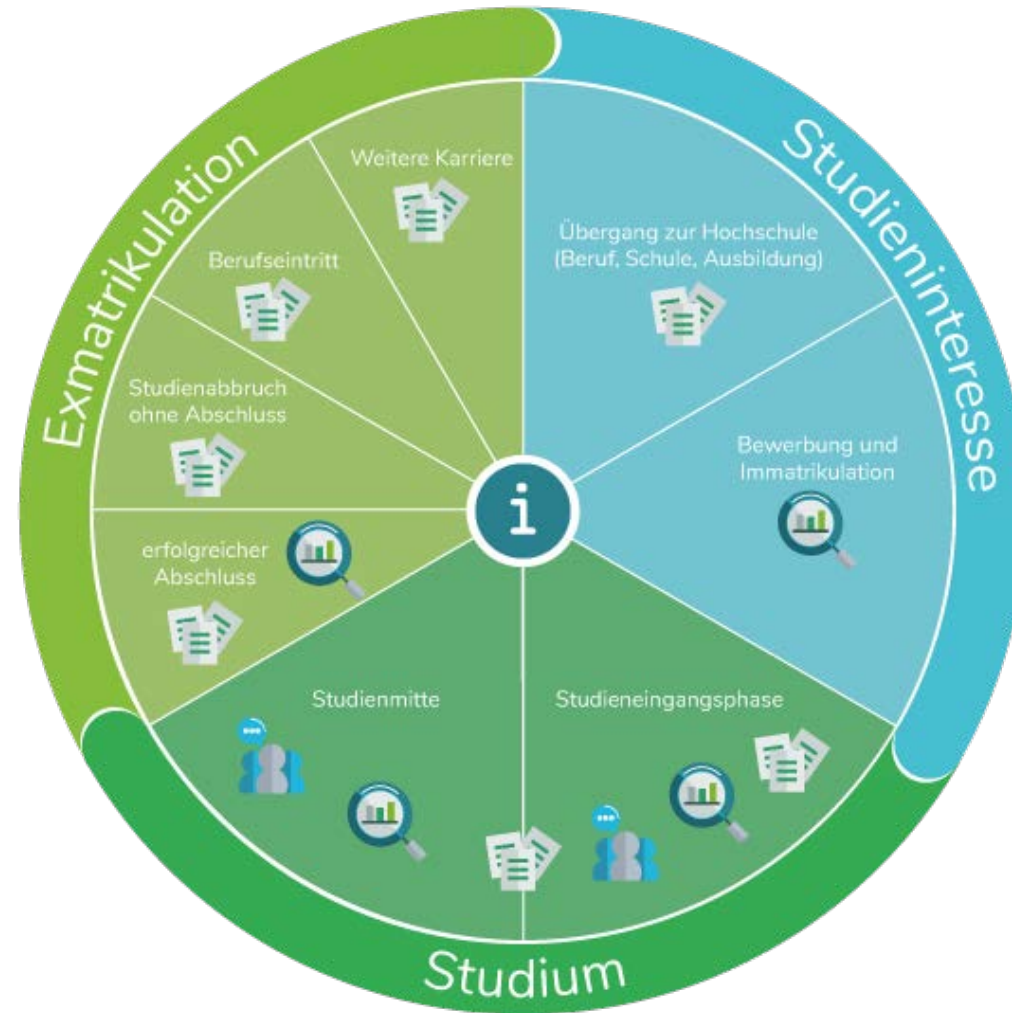 Studieninteresse
Übergang zur Hochschule
(Beruf, Schule, Ausbildung)
Bewerbung und
Immatrikulation
Studium
Studieneingangsphase
Studienmitte
Exmatrikulation
erfolgreicher
Abschluss
Studienabbruch
ohne Abschluss
Berufseintritt
Weitere Karriere
i